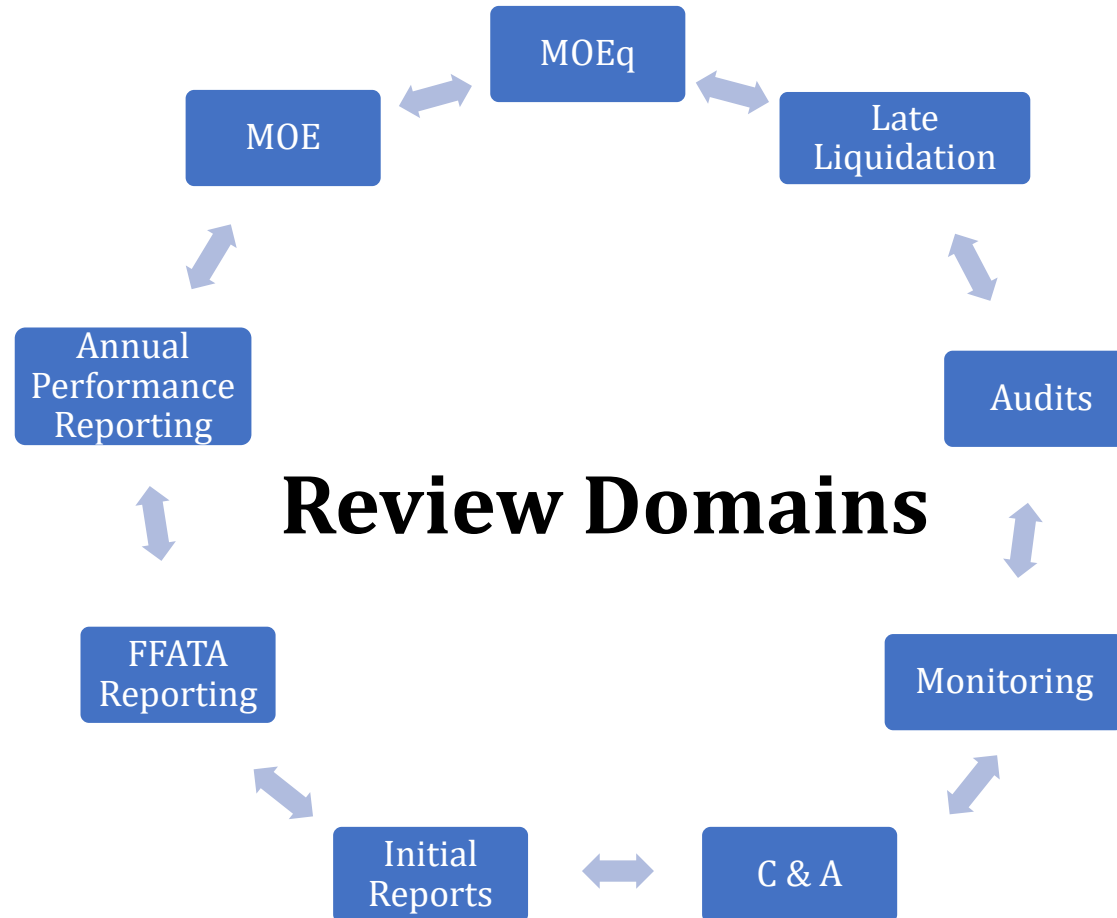 MOEq
Late
Liquidation
Audits
Monitoring
C & A
Initial
Reports
FFATA
Reporting
Annual
Performance
Reporting
MOE
Review Domains